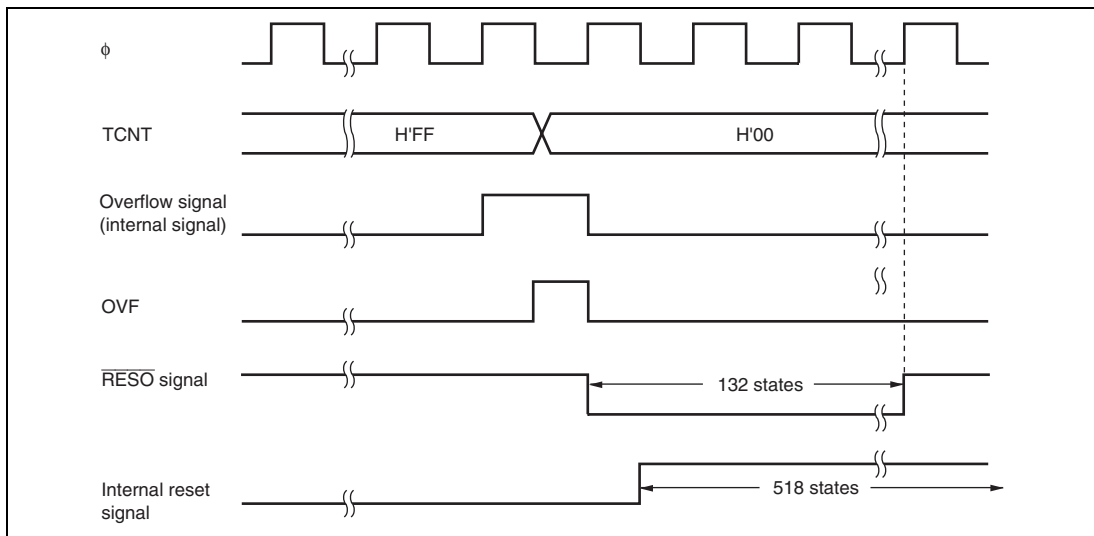 ϕ
TCNT
H'FF
H'00
Overflow signal
(internal signal)
OVF
RESO signal
132 states
Internal reset
signal
518 states